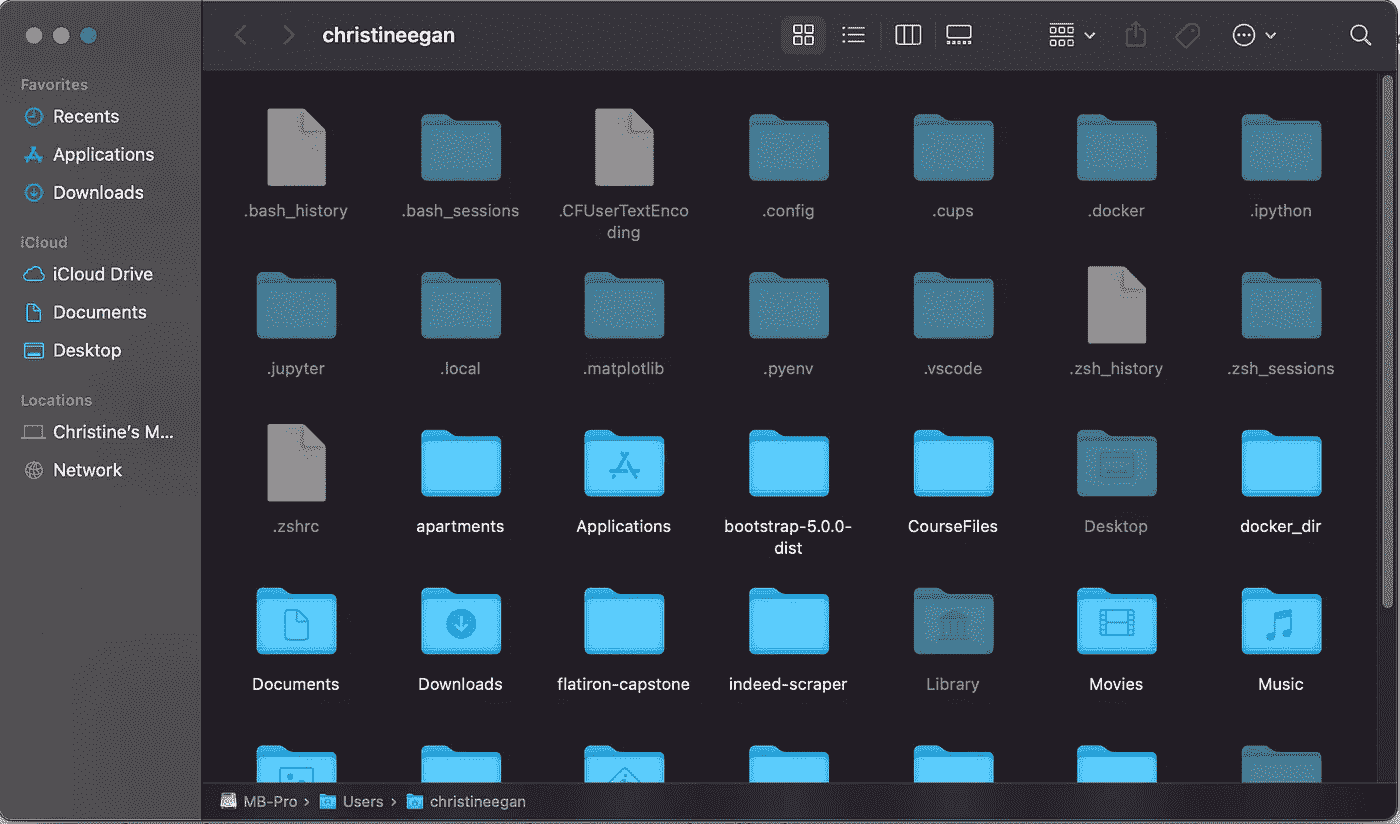 christineegan
Favorites
Recents
Applications
Downloads
iCloud
iCloud Drive
Documents
Desktop
Locations
Christine's M...
Network
.bash_history
.bash_sessions
.CFUserTextEnco
ding
.config
.cups
.docker
.ipython
.jupyter
.local
.matplotlib
.pyenv
.vscode
.zsh_history
.zsh_sessions
.zshrc
apartments
Applications
bootstrap-5.0.0-
dist
CourseFiles
Desktop
docker_dir
Documents
Downloads
flatiron-capstone
indeed-scraper
Library
Movies
Music
MB-Pro › Users › christineegan